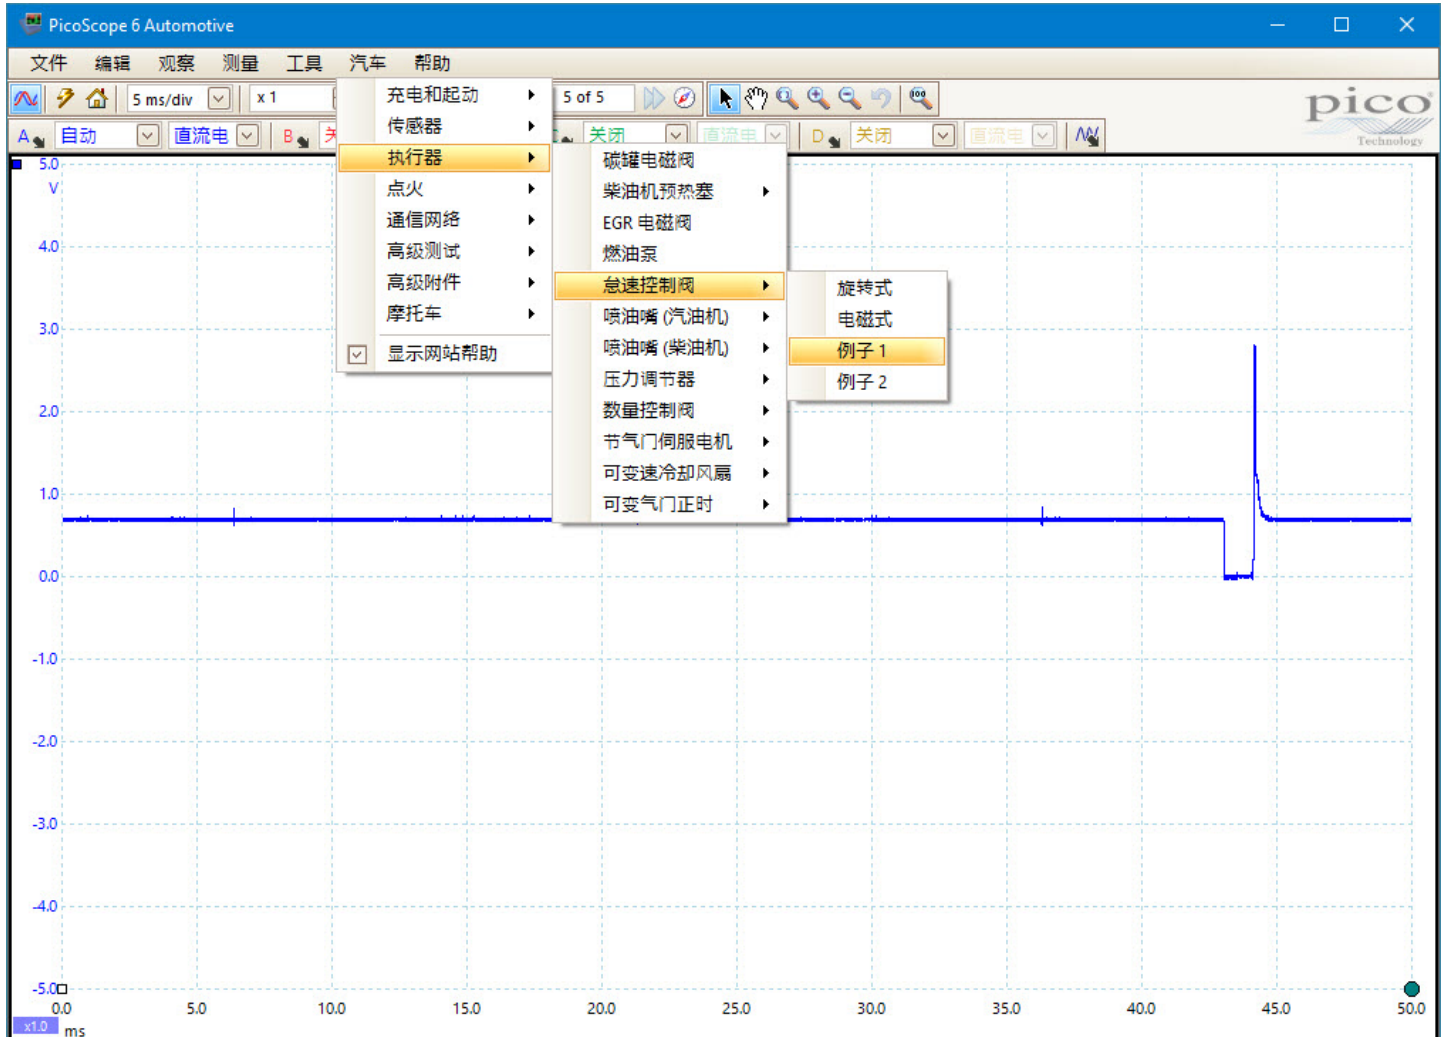 PicoScope 6 Automotive
文件 编辑 观察 测量 工具 汽车 帮助
5 ms/div x 1 5 of 5
pico
Technology
A 自动 直流电 B 关闭 直流电 D 关闭 直流电
充电和起动
传感器
执行器
点火
通信网络
高级测试
高级附件
摩托车
显示网站帮助
碳罐电磁阀
柴油机预热塞
EGR 电磁阀
燃油泵
怠速控制阀
喷油嘴 (汽油机)
喷油嘴 (柴油机)
压力调节器
数量控制阀
节气门伺服电机
可变速冷却风扇
可变气门正时
旋转式
电磁式
例子 1
例子 2
5.0
V
4.0
3.0
2.0
1.0
0.0
-1.0
-2.0
-3.0
-4.0
-5.0
0.0 5.0 10.0 15.0 20.0 25.0 30.0 35.0 40.0 45.0 50.0
x1.0 ms